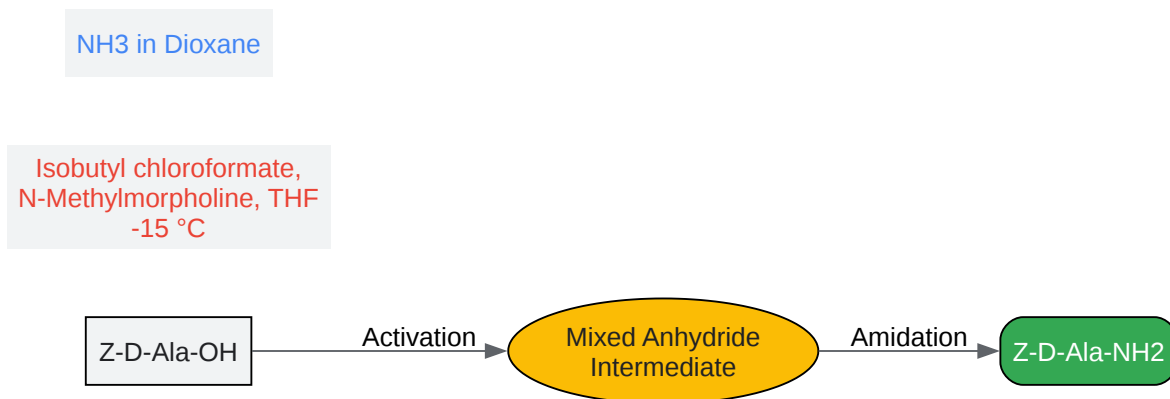 NH3 in Dioxane
Isobutyl chloroformate,
N-Methylmorpholine, THF
-15 °C
Z-D-Ala-OH
Activation
Mixed Anhydride
Intermediate
Amidation
Z-D-Ala-NH2